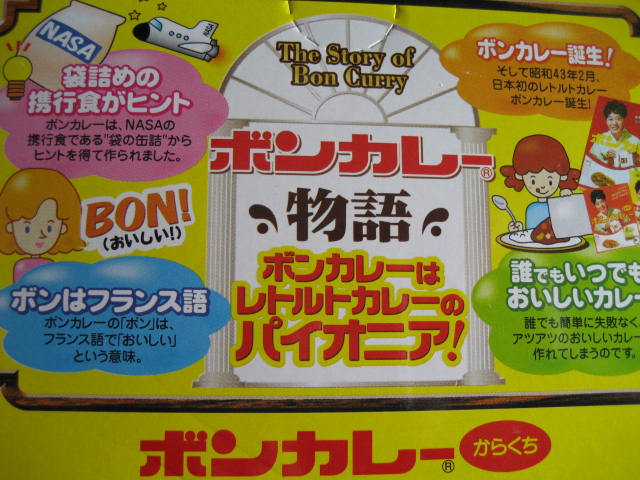 NASA
NASA
袋詰めの
携行食がヒント
ボンカレーは、NASAの
携行食である"袋の缶詰"から
ヒントを得て作られました。
BON!
(おいしい!)
ボンはフランス語
ボンカレーの「ボン」は、
フランス語で「おいしい」
という意味。
The Story of
Bon Curry
ボンカレー®
物語
ボンカレーは
レトルトカレーの
パイオニア!
ボンカレー誕生!
そして昭和43年2月、
日本初のレトルトカレー
ボンカレー誕生!
誰でもいつでも
おいしいカレー
誰でも簡単に失敗なく
アツアツのおいしいカレー
作れてしまうのです。
ボンカレー®
からくち